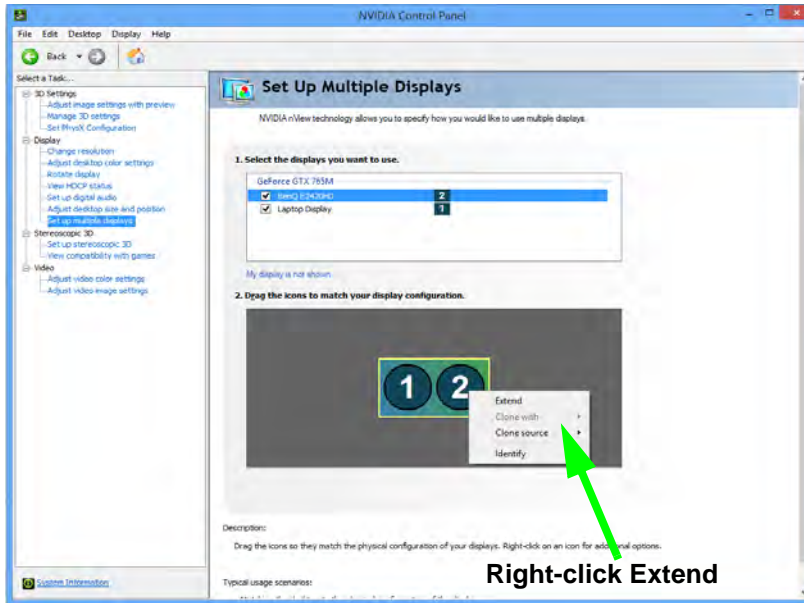 NVIDIA Control Panel
File Edit Desktop Display Help
Back
Select a Task...
3D Settings
Adjust image settings with preview
Manage 3D settings
Set PhysX Configuration
Display
Change resolution
Adjust desktop color settings
Rotate display
View HDCP status
Set up digital audio
Adjust desktop size and position
Set up multiple displays
Stereoscopic 3D
Set up stereoscopic 3D
View compatibility with games
Video
Adjust video color settings
Adjust video image settings
System Information
Set Up Multiple Displays
NVIDIA nView technology allows you to specify how you would like to use multiple displays.
1. Select the displays you want to use.
GeForce GTX 765M
BenQ E2420HD 2
Laptop Display 1
My display is not shown
2. Drag the icons to match your display configuration.
1 2
Extend
Clone with
Clone source
Identify
Description:
Drag the icons so they match the physical configuration of your displays. Right-click on an icon for additional options.
Right-click Extend
Typical usage scenarios: